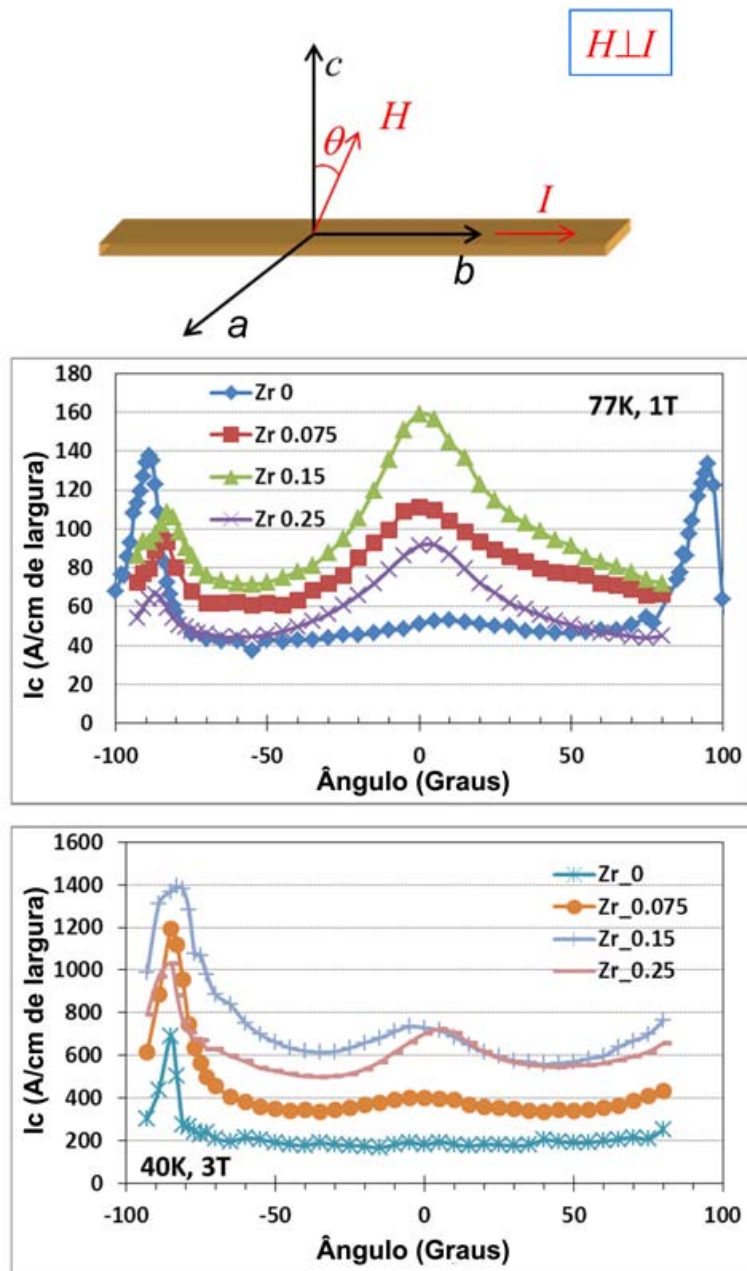 H⊥I
c
H
θ
I
b
a
180
160
140
120
100
80
60
40
20
0
Zr 0
Zr 0.075
Zr 0.15
Zr 0.25
77K, 1T
Ic (A/cm de largura)
-100 -50 0 50 100
Ângulo (Graus)
1600
1400
1200
1000
800
600
400
200
0
Zr_0
Zr_0.075
Zr_0.15
Zr_0.25
40K, 3T
Ic (A/cm de largura)
-100 -50 0 50 100
Ângulo (Graus)